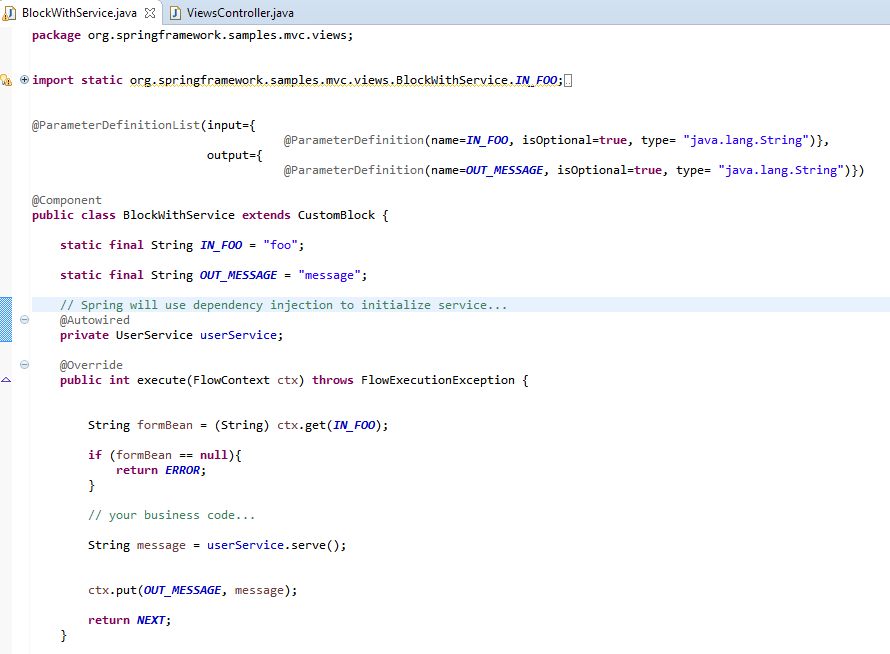 BlockWithService.java ViewsController.java
package org.springframework.samples.mvc.views;
import static org.springframework.samples.mvc.views.BlockWithService.IN_FOO;
@ParameterDefinitionList(input={
@ParameterDefinition(name=IN_FOO, isOptional=true, type= "java.lang.String")},
output={
@ParameterDefinition(name=OUT_MESSAGE, isOptional=true, type= "java.lang.String")})
@Component
public class BlockWithService extends CustomBlock {
static final String IN_FOO = "foo";
static final String OUT_MESSAGE = "message";
// Spring will use dependency injection to initialize service...
@Autowired
private UserService userService;
@Override
public int execute(FlowContext ctx) throws FlowExecutionException {
String formBean = (String) ctx.get(IN_FOO);
if (formBean == null){
return ERROR;
}
// your business code...
String message = userService.serve();
ctx.put(OUT_MESSAGE, message);
return NEXT;
}